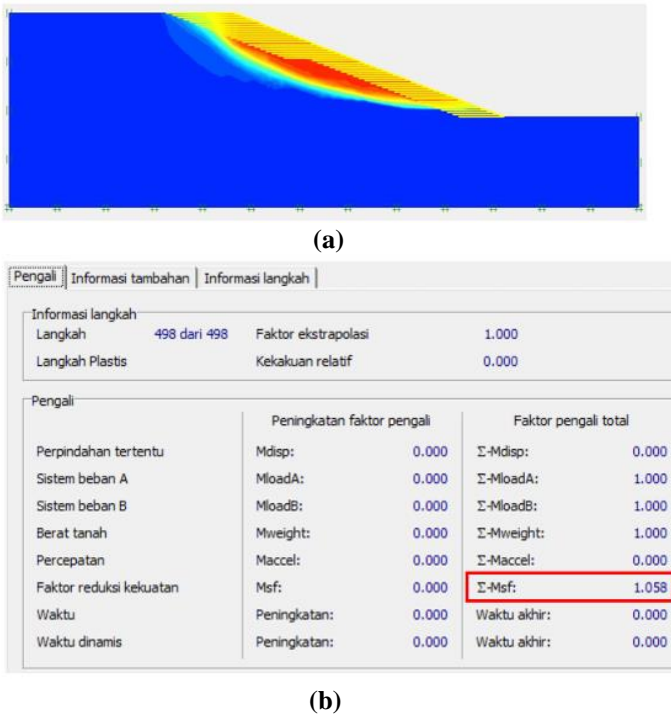 (a)
Pengali Informasi tambahan Informasi langkah
Informasi langkah
Langkah 498 dari 498 Faktor ekstrapolasi 1.000
Langkah Plastis Kekakuan relatif 0.000
Pengali
Peningkatan faktor pengali Faktor pengali total
Perpindahan tertentu Mdisp: 0.000 Σ-Mdisp: 0.000
Sistem beban A MloadA: 0.000 Σ-MloadA: 1.000
Sistem beban B MloadB: 0.000 Σ-MloadB: 1.000
Berat tanah Mweight: 0.000 Σ-Mweight: 1.000
Percepatan Maccel: 0.000 Σ-Maccel: 0.000
Faktor reduksi kekuatan Msf: 0.000 Σ-Msf: 1.058
Waktu Peningkatan: 0.000 Waktu akhir: 0.000
Waktu dinamis Peningkatan: 0.000 Waktu akhir: 0.000
(b)